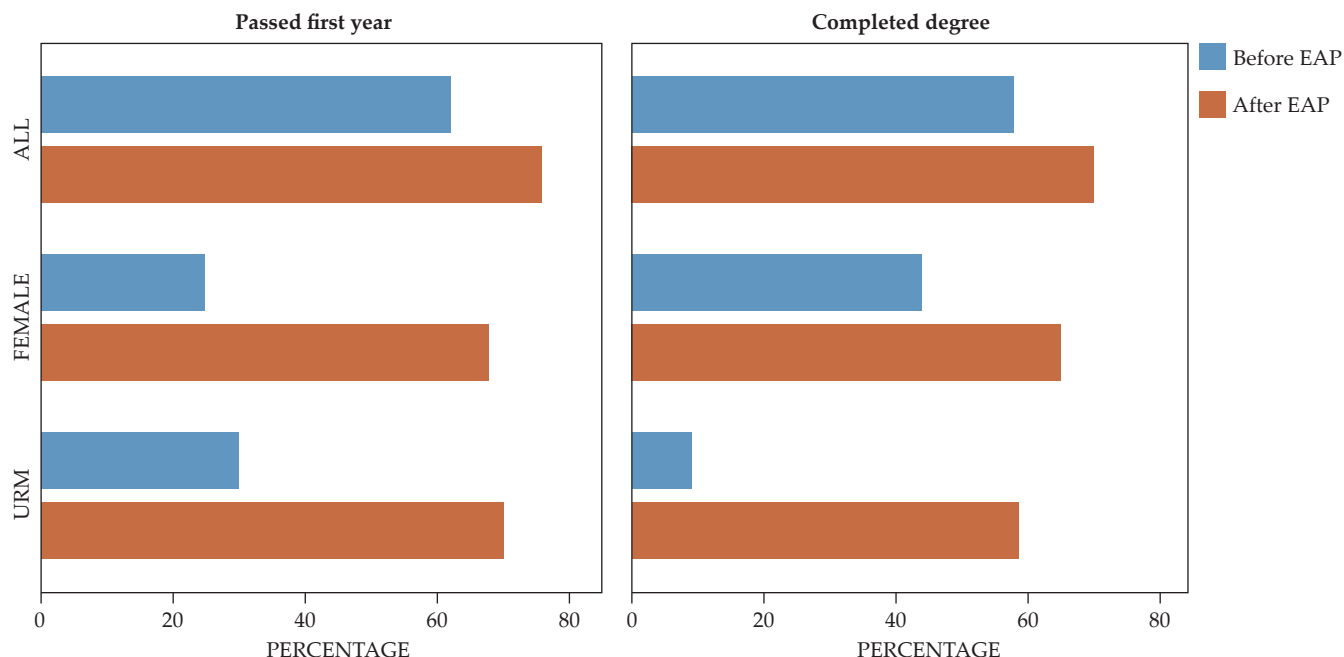 Passed first year
Completed degree
Before EAP
After EAP
ALL
FEMALE
URM
0 20 40 60 80
PERCENTAGE
0 20 40 60 80
PERCENTAGE